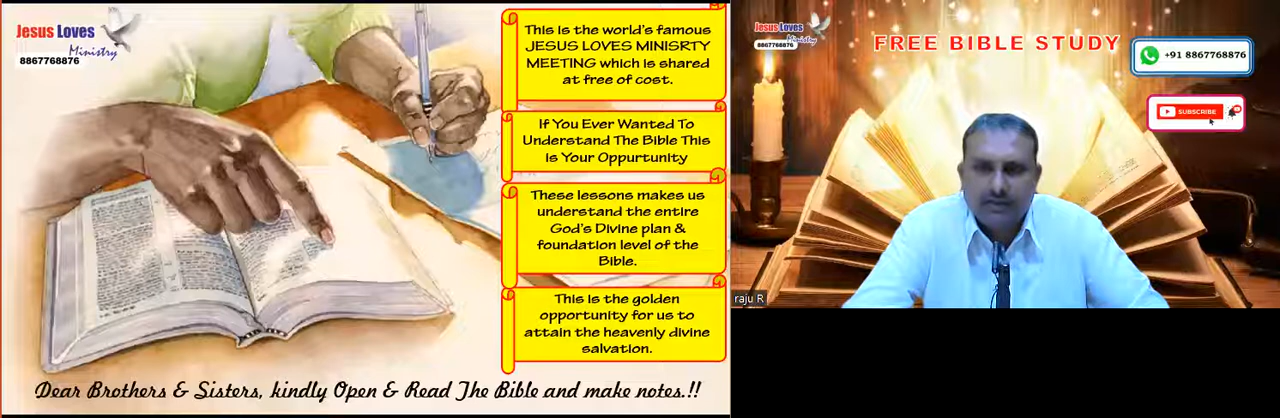 Jesus Loves
Ministry
8867768876
This is the world's famous
JESUS LOVES MINISRTY
MEETING which is shared
at free of cost.
If You Ever Wanted To
Understand The Bible This
is Your Oppurtunity
These lessons makes us
understand the entire
God's Divine plan &
foundation level of the
Bible.
This is the golden
opportunity for us to
attain the heavenly divine
salvation.
Dear Brothers & Sisters, kindly Open & Read The Bible and make notes.!!
Jesus Loves
Ministry
8867768876
FREE BIBLE STUDY
+91 8867768876
SUBSCRIBE
raju R